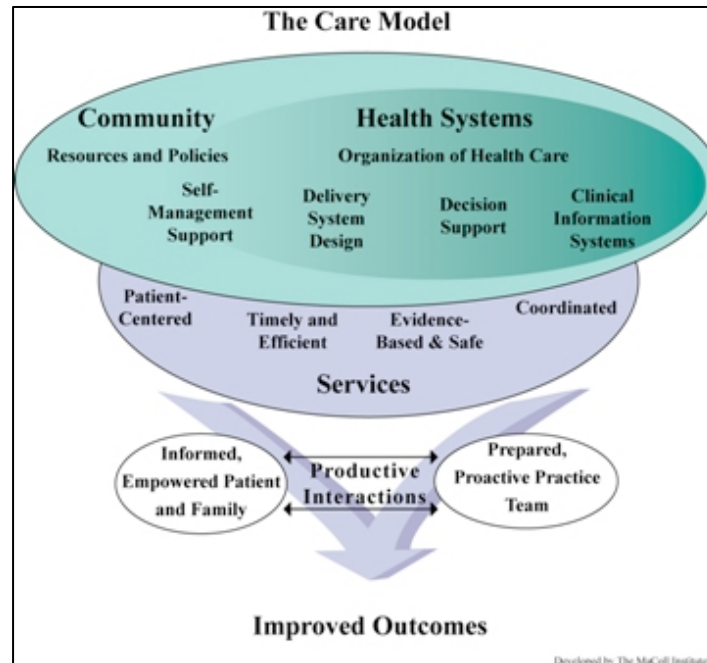 The Care Model
Community
Health Systems
Resources and Policies
Organization of Health Care
Self-
Management
Support
Delivery
System
Design
Decision
Support
Clinical
Information
Systems
Patient-
Centered
Timely and
Efficient
Evidence-
Based & Safe
Coordinated
Services
Informed,
Empowered Patient
and Family
Productive
Interactions
Prepared,
Proactive Practice
Team
Improved Outcomes
Developed by The MacColl Institute